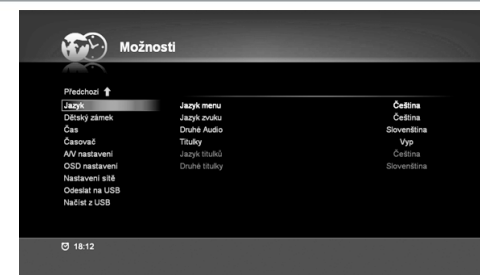 Možnosti
Předchozí
Jazyk Jazyk menu Čeština
Dětský zámek Jazyk zvuku Čeština
Čas Druhé Audio Slovenština
Časovač Titulky Vyp
A/V nastavení Jazyk titulků Čeština
OSD nastavení Druhé titulky Slovenština
Nastavení sítě
Odeslat na USB
Načíst z USB
18:12